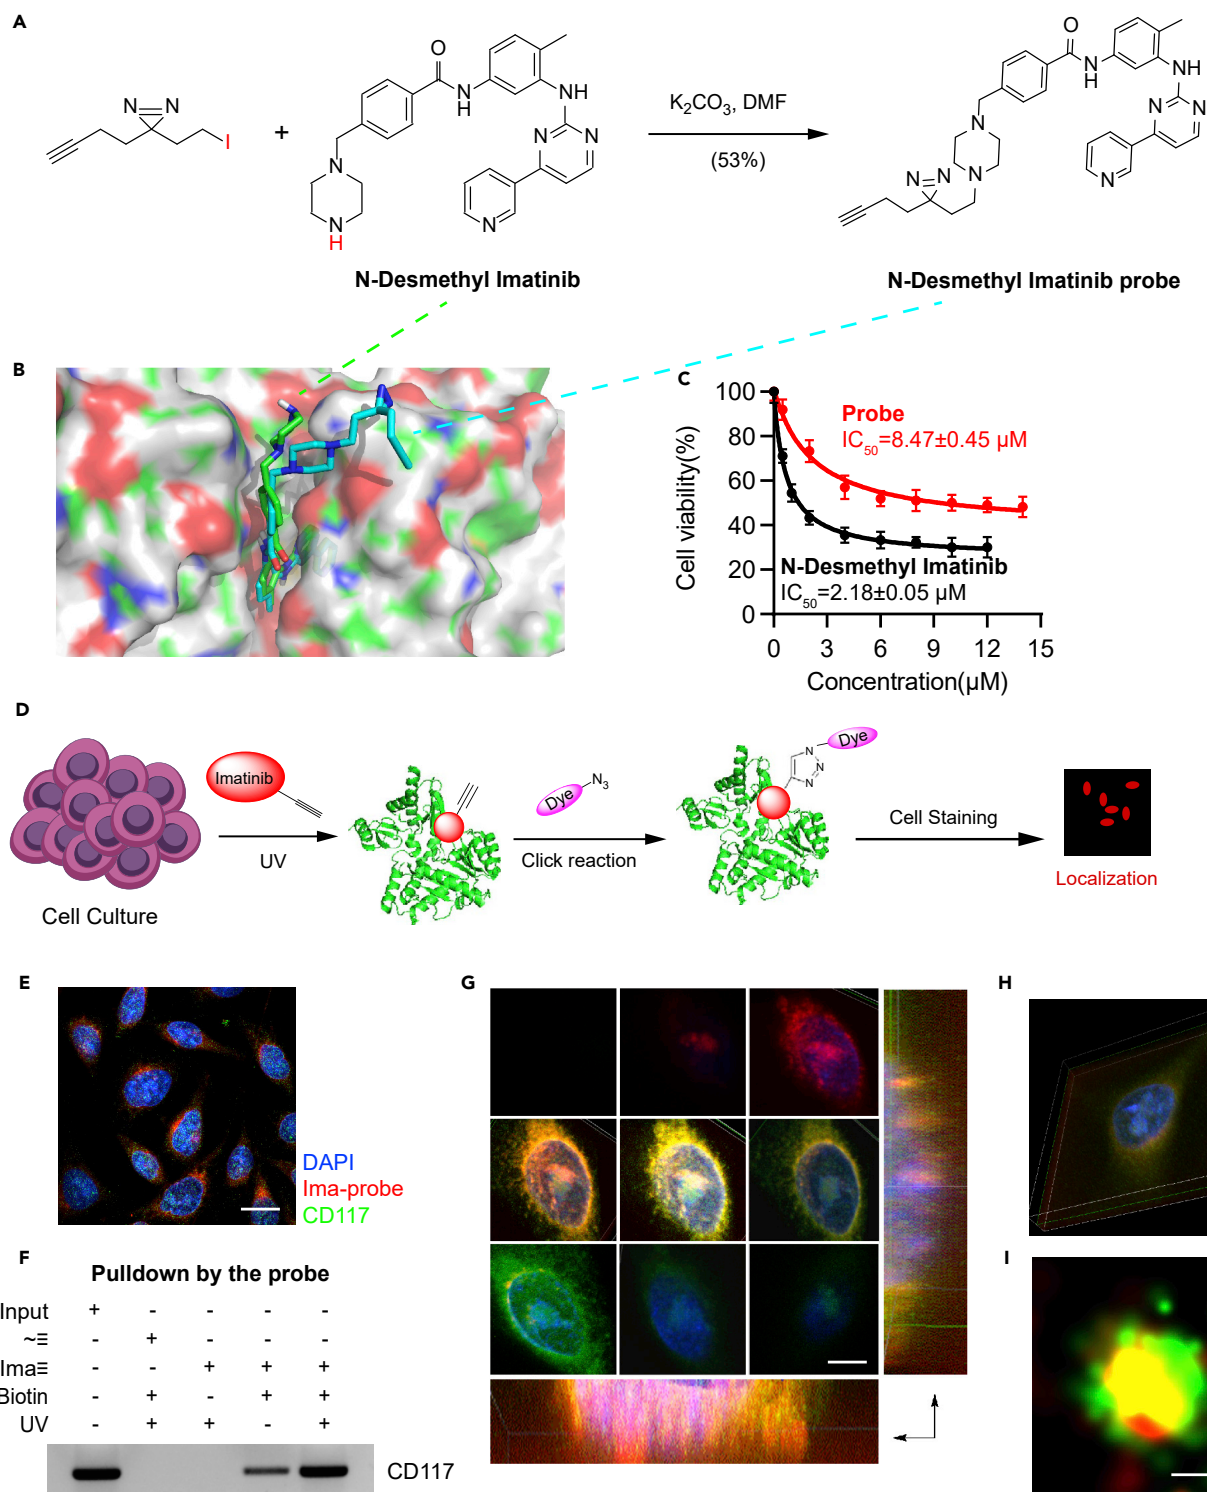 A
N=N
I
N
N
H
O
N
H
NH
N
N
N
+
K₂CO₃, DMF
(53%)
O
N
H
NH
N
N
N
N
N
N=N
N-Desmethyl Imatinib
N-Desmethyl Imatinib probe
B
C
100
80
60
40
20
0
Cell viability(%)
Probe
IC₅₀=8.47±0.45 µM
N-Desmethyl Imatinib
IC₅₀=2.18±0.05 µM
0 3 6 9 12 15
Concentration(µM)
D
Imatinib
UV
Cell Culture
Dye
N₃
Click reaction
N
N
N
Dye
Cell Staining
Localization
E
DAPI
Ima-probe
CD117
F
Pulldown by the probe
Input + - - - -
~≡ - + - - -
Ima≡ - - + + +
Biotin - + - + +
UV - + + - +
CD117
G
H
I